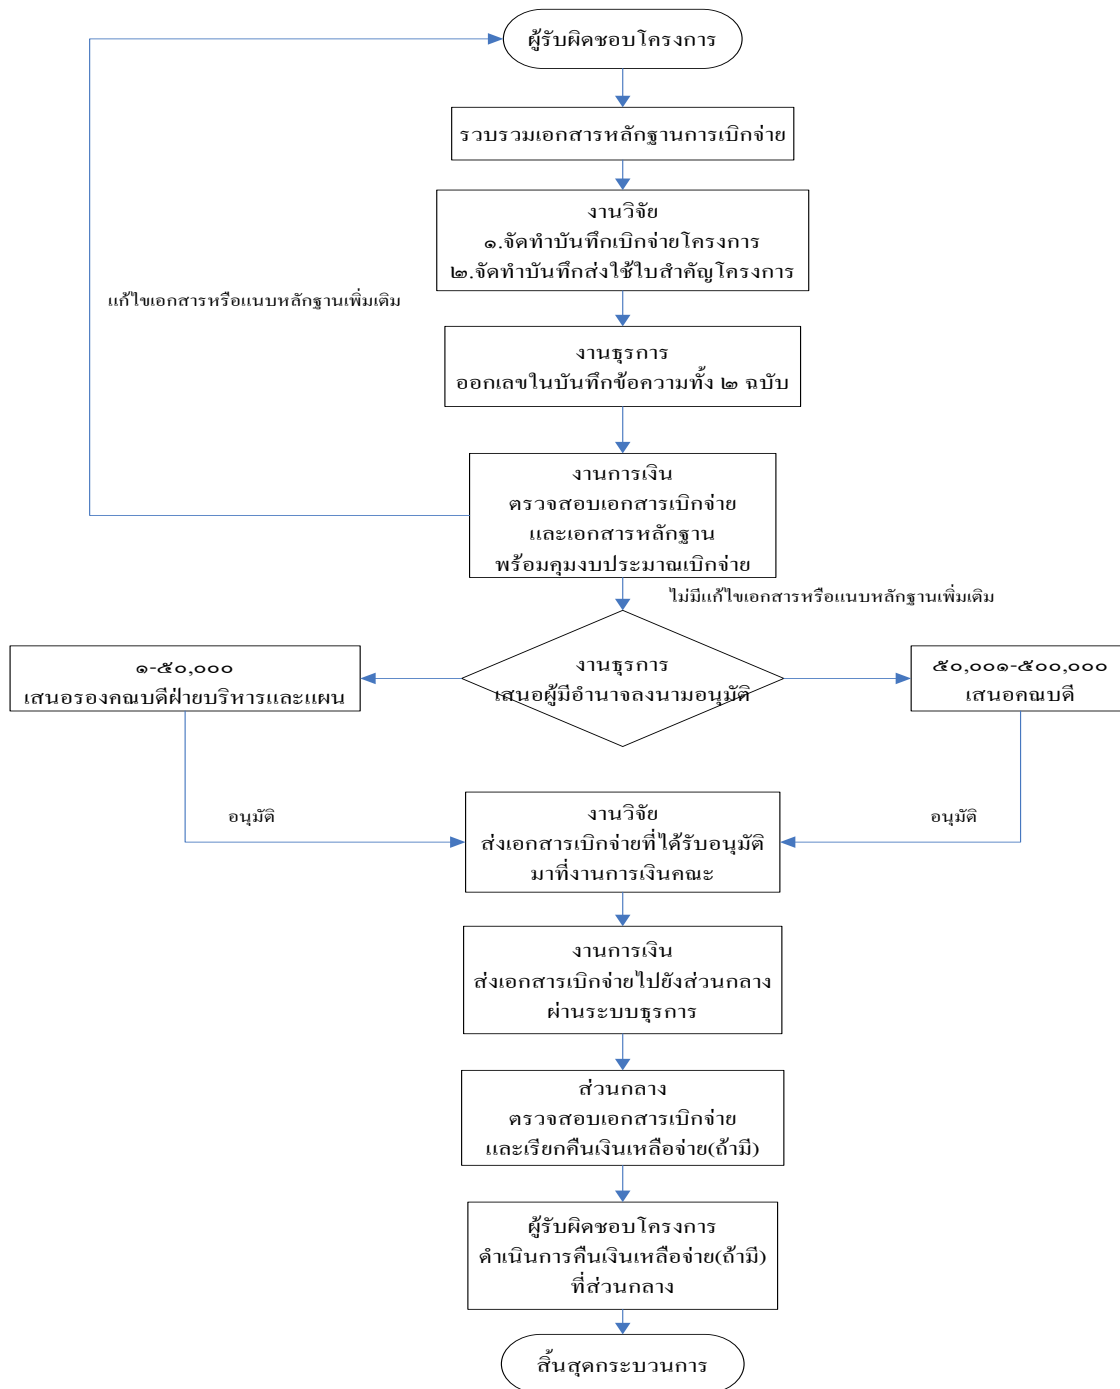 ผู้รับผิดชอบโครงการ
รวบรวมเอกสารหลักฐานการเบิกจ่าย
งานวิจัย
๑.จัดทำบันทึกเบิกจ่ายโครงการ
๒.จัดทำบันทึกส่งใช้ใบสำคัญโครงการ
แก้ไขเอกสารหรือแนบหลักฐานเพิ่มเติม
งานธุรการ
ออกเลขในบันทึกข้อความทั้ง ๒ ฉบับ
งานการเงิน
ตรวจสอบเอกสารเบิกจ่าย
และเอกสารหลักฐาน
พร้อมคุมงบประมาณเบิกจ่าย
ไม่มีแก้ไขเอกสารหรือแนบหลักฐานเพิ่มเติม
งานธุรการ
เสนอผู้มีอำนาจลงนามอนุมัติ
๑-๕๐,๐๐๐
เสนอรองคณบดีฝ่ายบริหารและแผน
๕๐,๐๐๑-๕๐๐,๐๐๐
เสนอคณบดี
อนุมัติ
อนุมัติ
งานวิจัย
ส่งเอกสารเบิกจ่ายที่ได้รับอนุมัติ
มาที่งานการเงินคณะ
งานการเงิน
ส่งเอกสารเบิกจ่ายไปยังส่วนกลาง
ผ่านระบบธุรการ
ส่วนกลาง
ตรวจสอบเอกสารเบิกจ่าย
และเรียกคืนเงินเหลือจ่าย(ถ้ามี)
ผู้รับผิดชอบโครงการ
ดำเนินการคืนเงินเหลือจ่าย(ถ้ามี)
ที่ส่วนกลาง
สิ้นสุดกระบวนการ